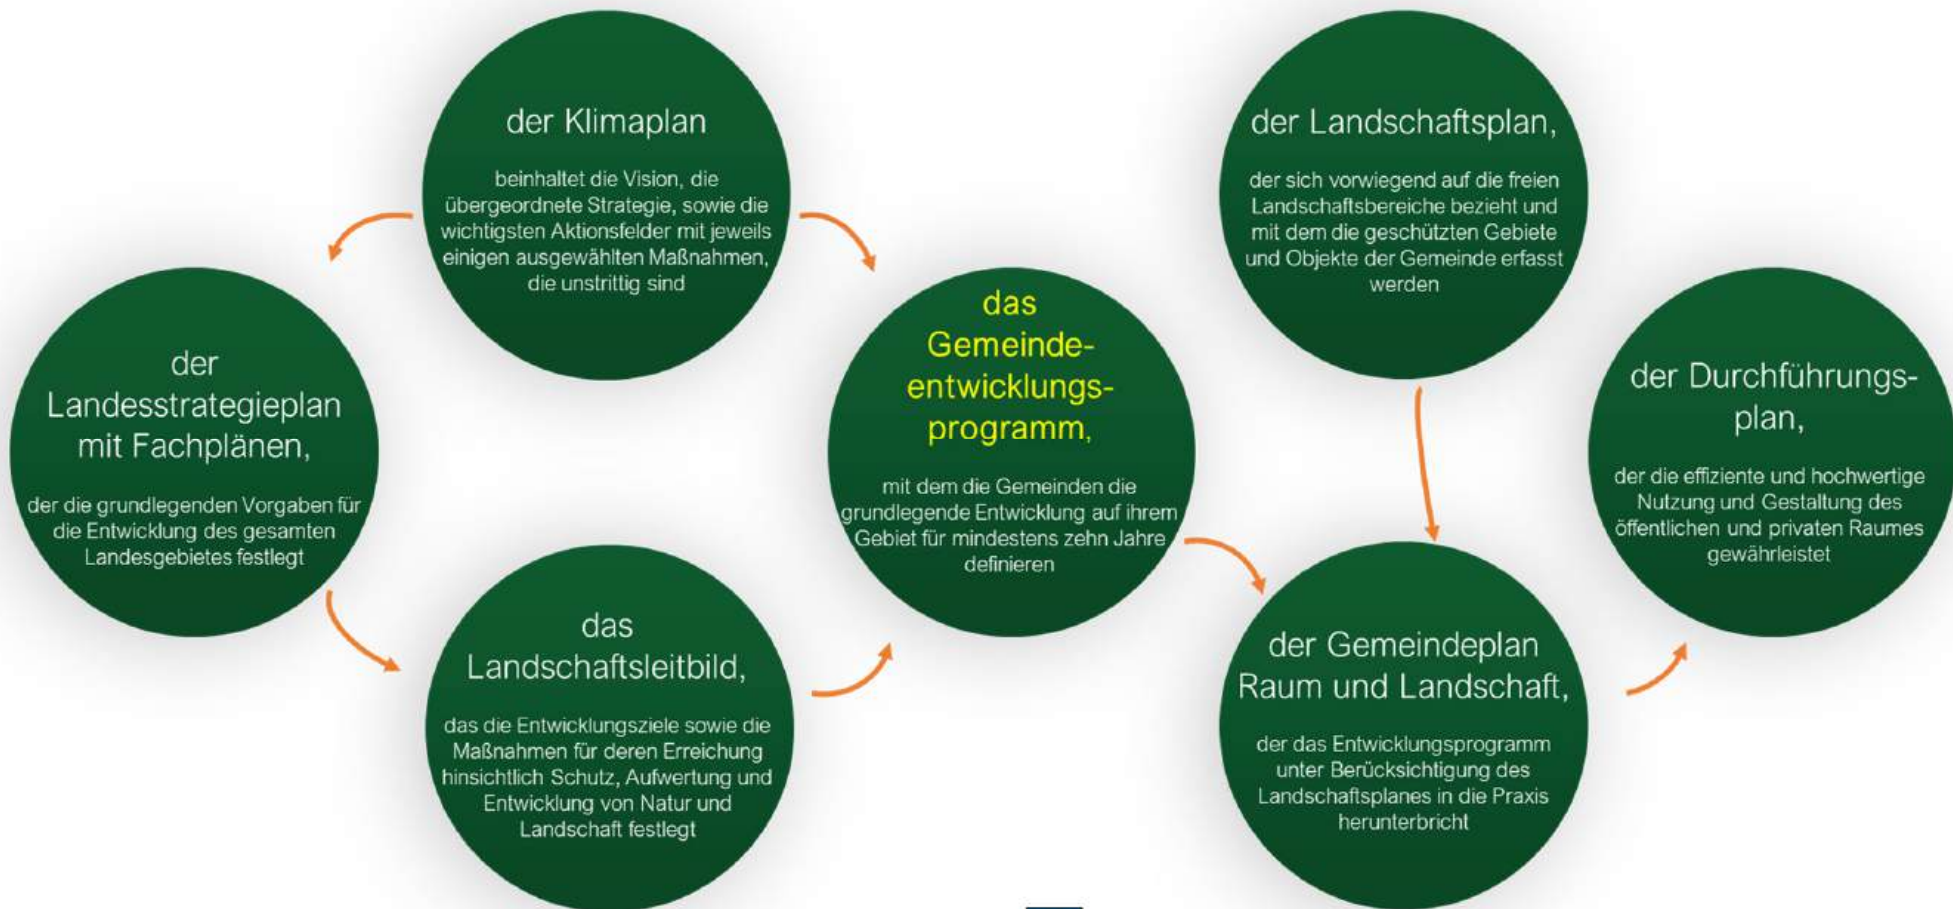 der Klimaplan
beinhaltet die Vision, die
übergeordnete Strategie, sowie die
wichtigsten Aktionsfelder mit jeweils
einigen ausgewählten Maßnahmen,
die unstrittig sind
der Landschaftsplan,
der sich vorwiegend auf die freien
Landschaftsbereiche bezieht und
mit dem die geschützten Gebiete
und Objekte der Gemeinde erfasst
werden
der
Landesstrategieplan
mit Fachplänen,
der die grundlegenden Vorgaben für
die Entwicklung des gesamten
Landesgebietes festlegt
das
Gemeinde-
entwicklungs-
programm,
mit dem die Gemeinden die
grundlegende Entwicklung auf ihrem
Gebiet für mindestens zehn Jahre
definieren
der Durchführungs-
plan,
der die effiziente und hochwertige
Nutzung und Gestaltung des
öffentlichen und privaten Raumes
gewährleistet
das
Landschaftsleitbild,
das die Entwicklungsziele sowie die
Maßnahmen für deren Erreichung
hinsichtlich Schutz, Aufwertung und
Entwicklung von Natur und
Landschaft festlegt
der Gemeindeplan
Raum und Landschaft,
der das Entwicklungsprogramm
unter Berücksichtigung des
Landschaftsplanes in die Praxis
herunterbricht